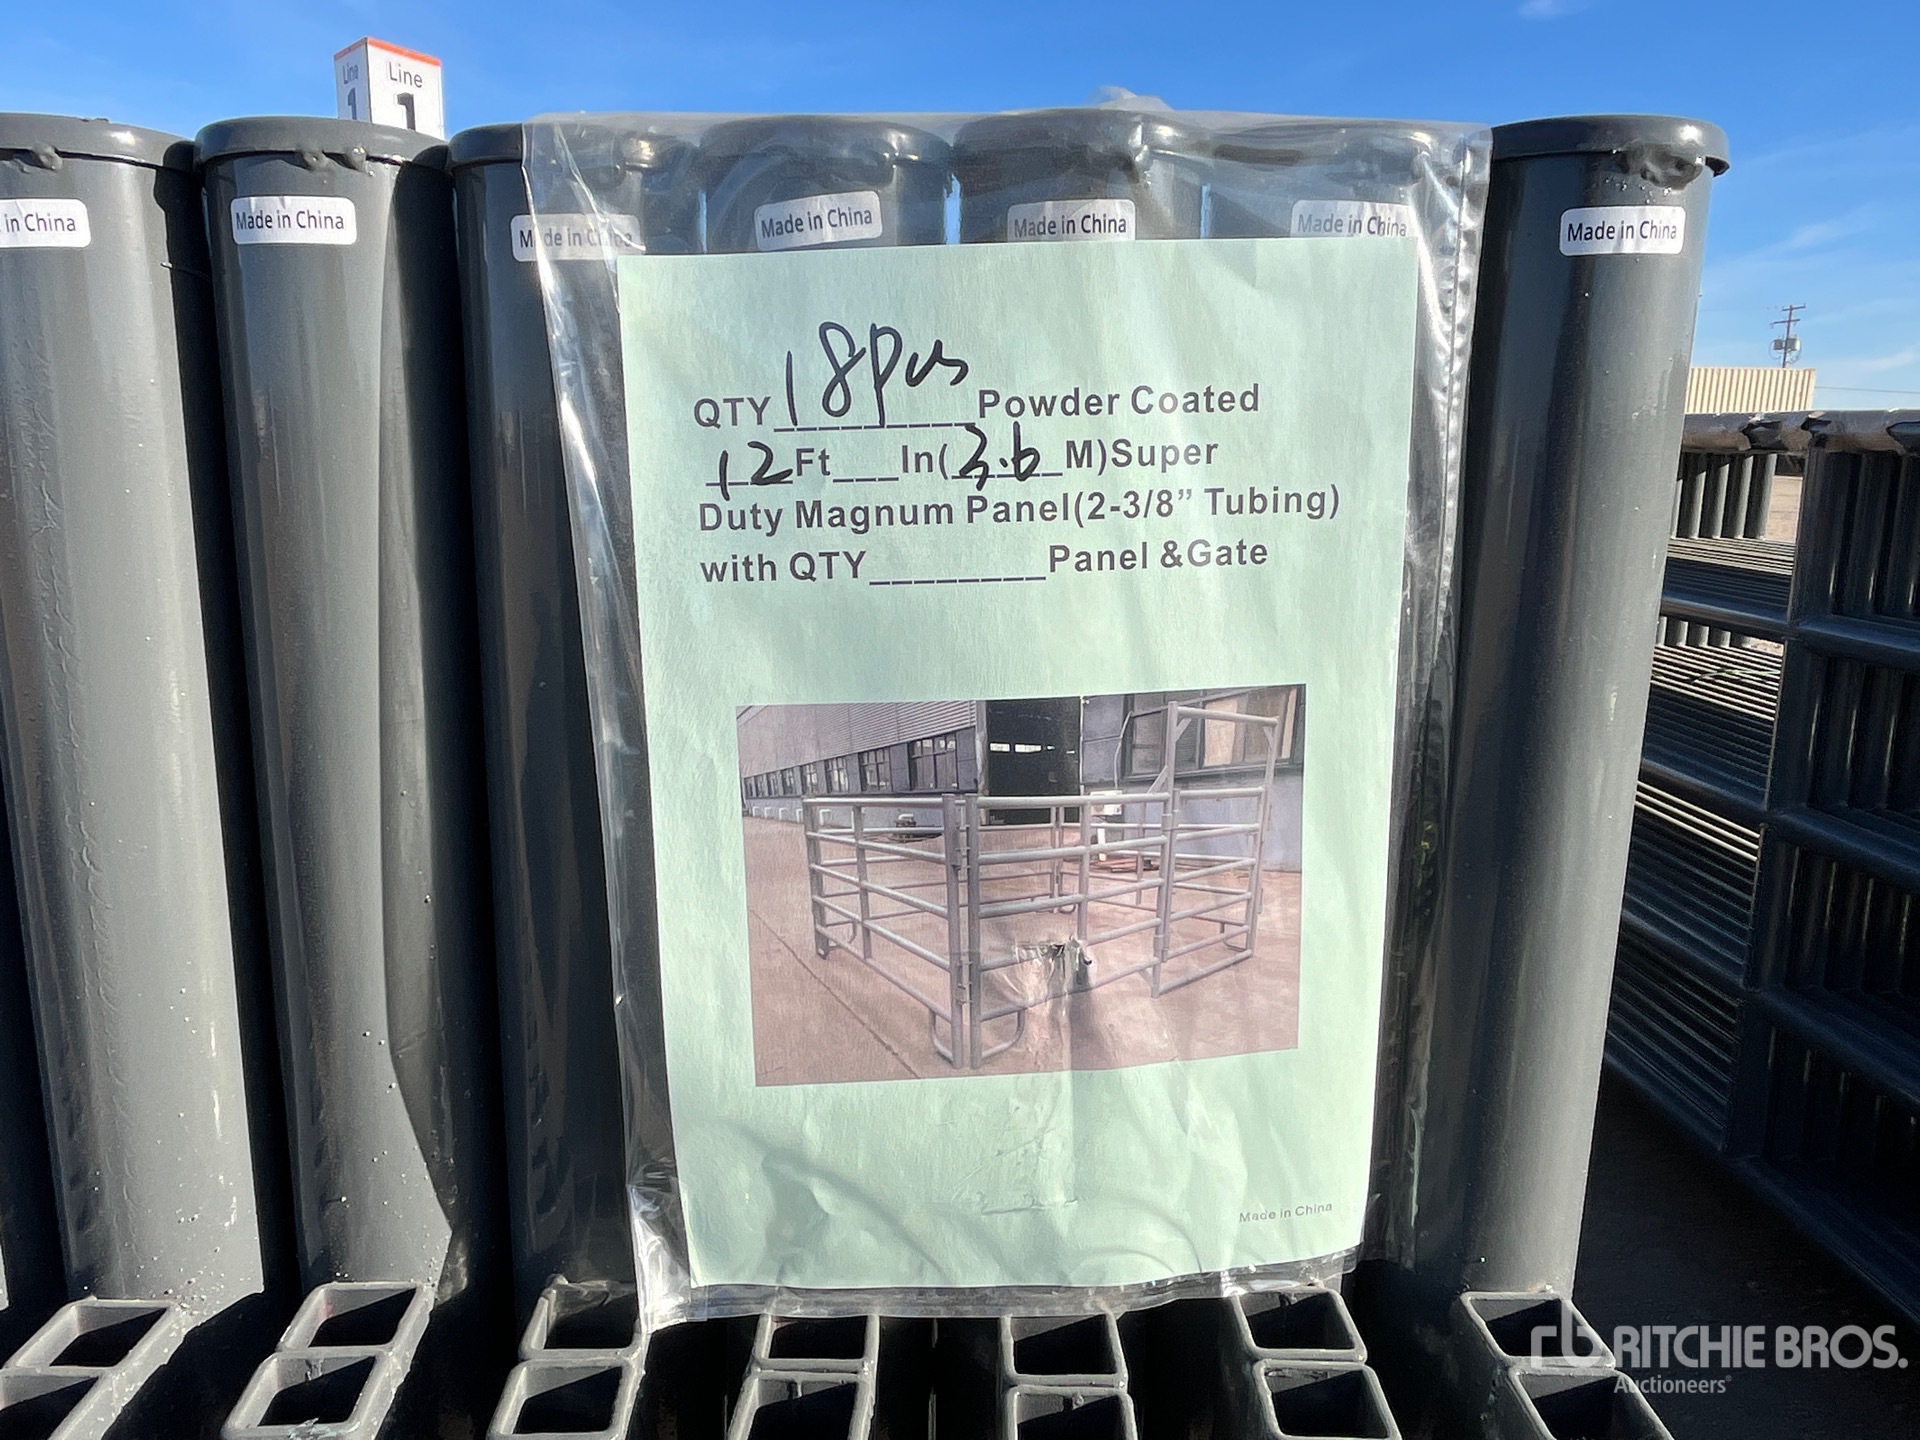 Line
1
Line
1
in China
Made in China
Made in China
Made in China
Made in China
Made in China
Made in China
QTY 18pcs Powder Coated
12 Ft___In(3.6 M)Super
Duty Magnum Panel(2-3/8” Tubing)
with QTY________Panel &Gate
Made in China
rb RITCHIE BROS.
Auctioneers